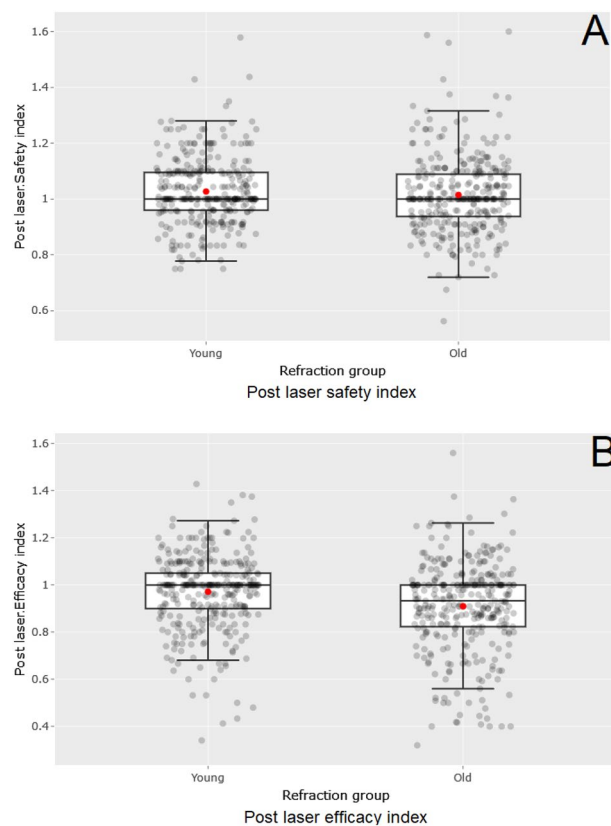 A
1.6
1.4
1.2
1
0.8
0.6
Post laser.Safety index
Young
Old
Refraction group
Post laser safety index
B
1.6
1.4
1.2
1
0.8
0.6
0.4
Post laser.Efficacy index
Young
Old
Refraction group
Post laser efficacy index